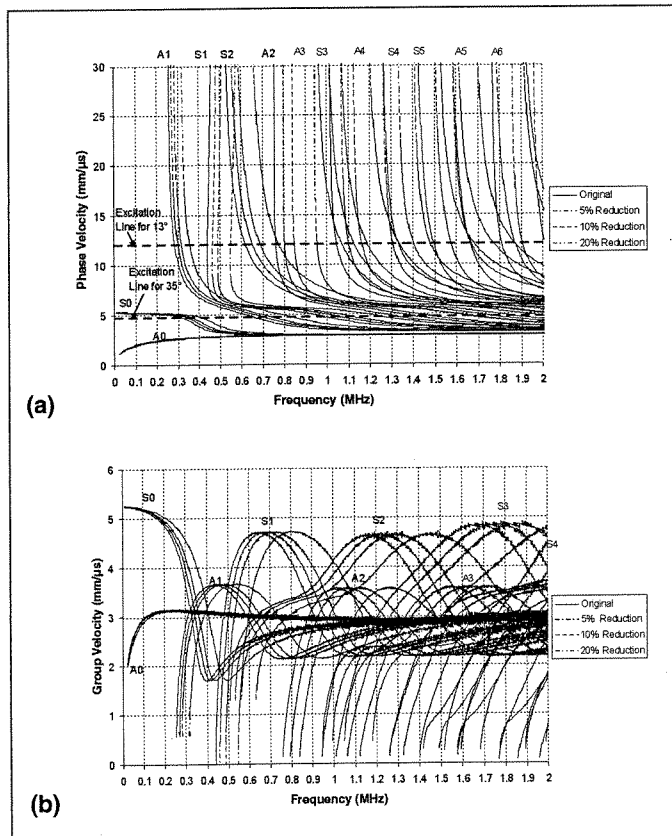 A1 S1 S2 A2 A3 S3 A4 S4 S5 A5 A6
30
25
20
15
10
5
0
Phase Velocity (mm/µs)
Excitation
Line for 13°
Excitation
Line for 35°
S0
A0
Original
5% Reduction
10% Reduction
20% Reduction
0 0.1 0.2 0.3 0.4 0.5 0.6 0.7 0.8 0.9 1 1.1 1.2 1.3 1.4 1.5 1.6 1.7 1.8 1.9 2
Frequency (MHz)
(a)
6
5
4
3
2
1
0
Group Velocity (mm/µs)
S0
S1
S2
S3
S4
A1
A2
A3
A0
Original
5% Reduction
10% Reduction
20% Reduction
0 0.1 0.2 0.3 0.4 0.5 0.6 0.7 0.8 0.9 1 1.1 1.2 1.3 1.4 1.5 1.6 1.7 1.8 1.9 2
Frequency (MHz)
(b)